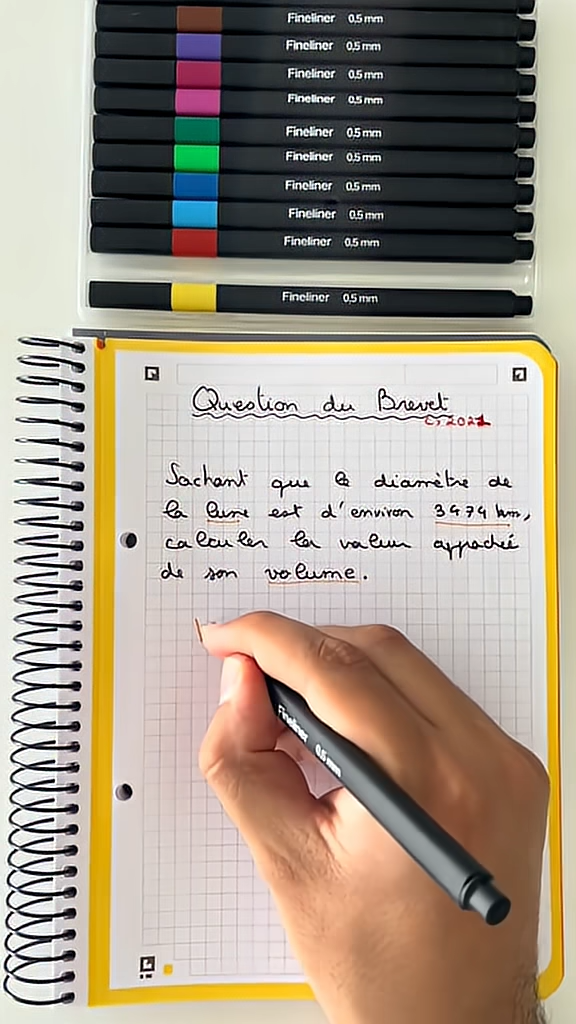 Fineliner 0.5 mm
Fineliner 0.5 mm
Fineliner 0.5 mm
Fineliner 0.5 mm
Fineliner 0.5 mm
Fineliner 0.5 mm
Fineliner 0.5 mm
Fineliner 0.5 mm
Fineliner 0.5 mm
Fineliner 0.5 mm
Question du Brevet
↳ 2021
Sachant que le diamètre de
la lune est d'environ 3474 km,
calculer la valeur approchée
de son volume.
Fineliner 0.5 mm